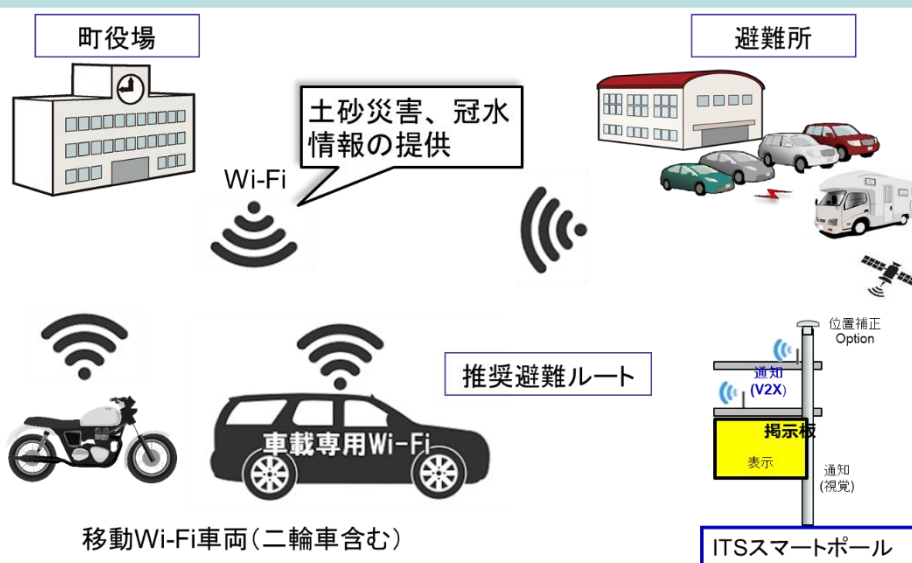 町役場
避難所
土砂災害、冠水
情報の提供
Wi-Fi
位置補正
Option
推奨避難ルート
通知
(V2X)
車載専用Wi-Fi
掲示板
表示
通知
(視覚)
移動Wi-Fi車両(二輪車含む)
ITSスマートポール